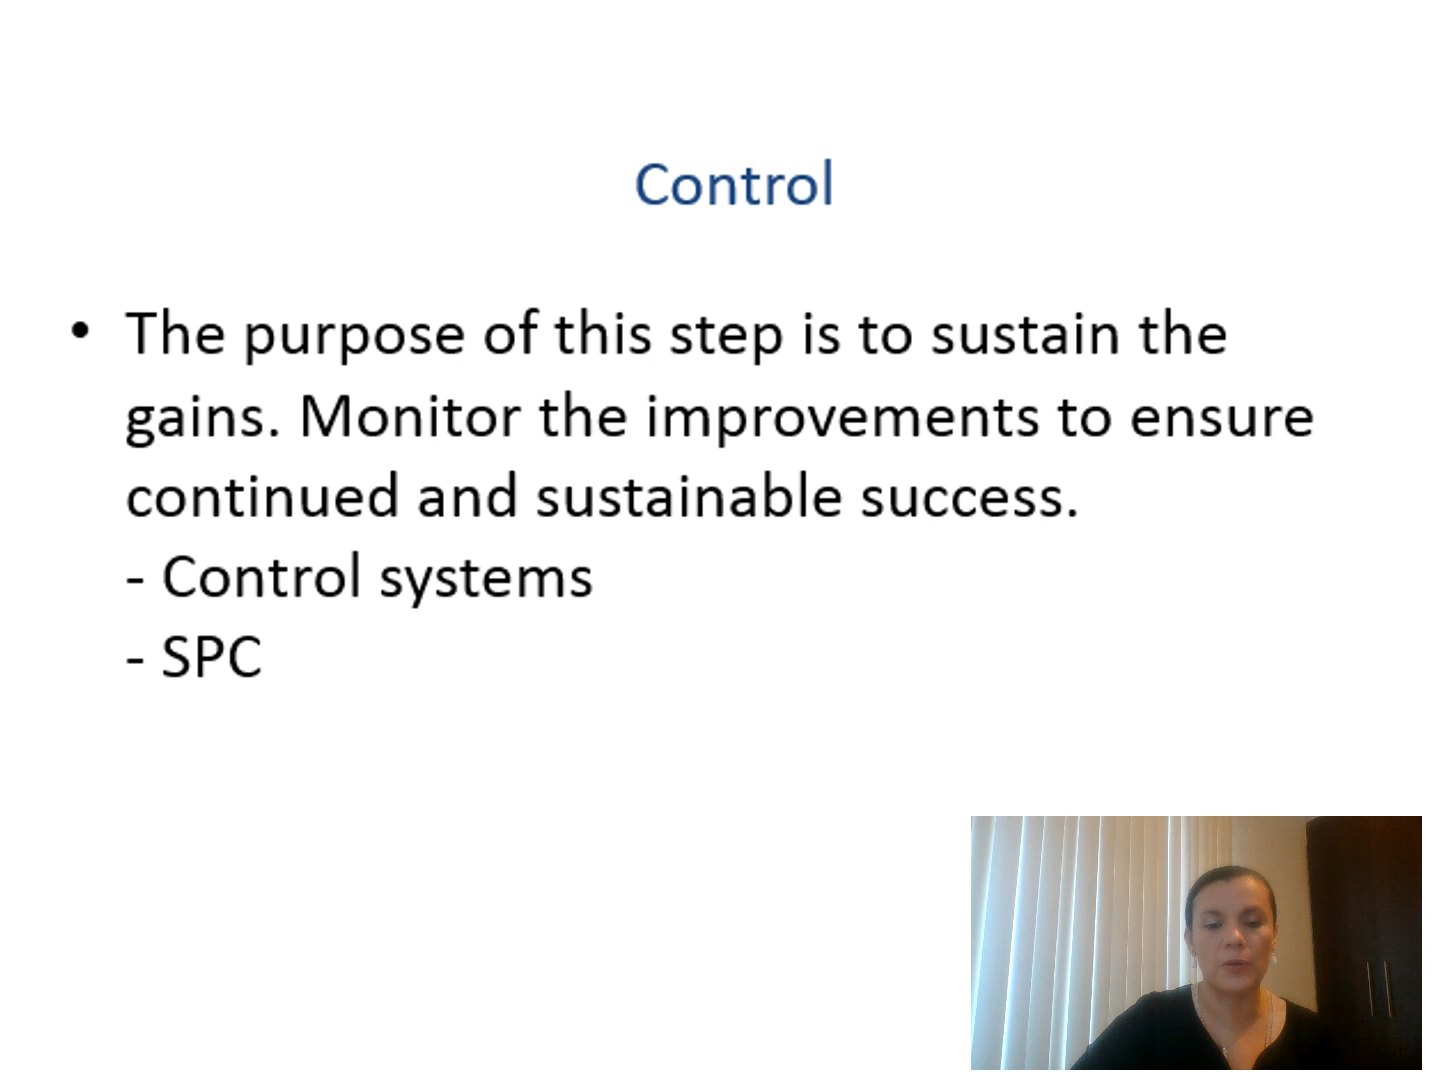 Control
• The purpose of this step is to sustain the
gains. Monitor the improvements to ensure
continued and sustainable success.
- Control systems
- SPC